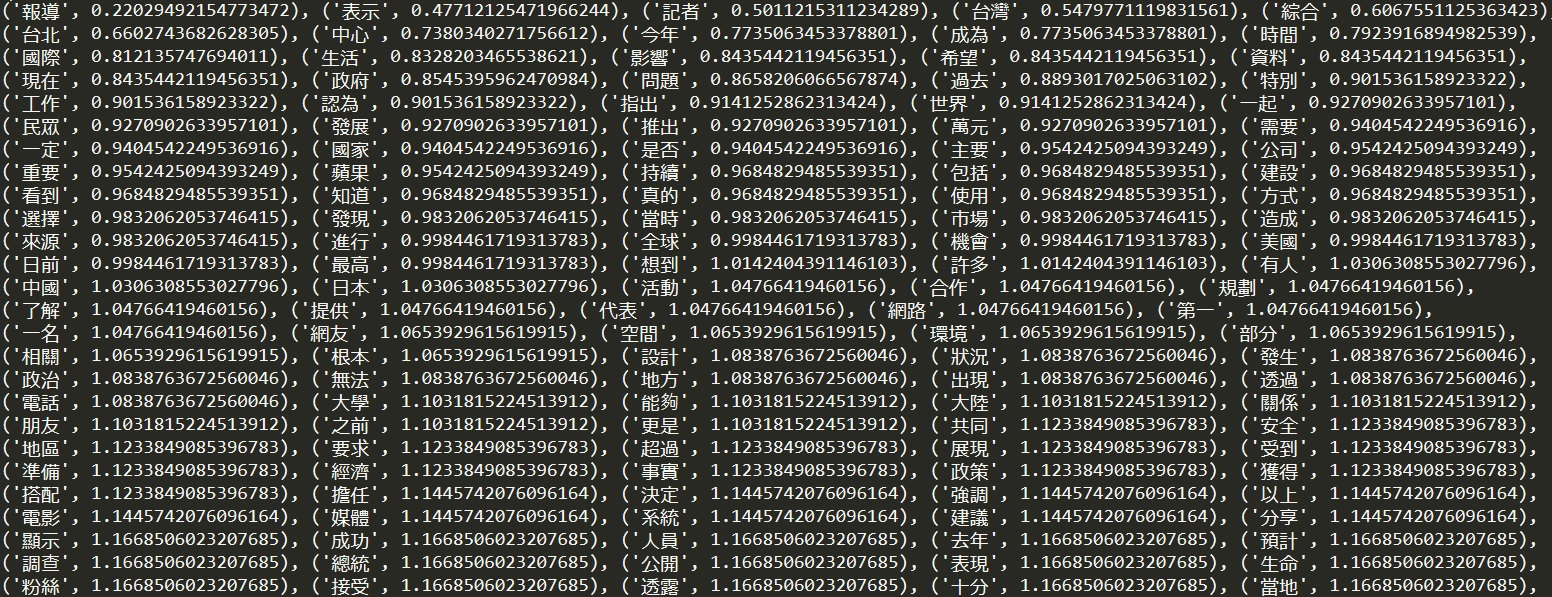 ('報導', 0.22029492154773472), ('表示', 0.47712125471966244), ('記者', 0.5011215311234289), ('台灣', 0.5479771119831561), ('綜合', 0.6067551125363423),
('台北', 0.6602743682628305), ('中心', 0.7380340271756612), ('今年', 0.7735063453378801), ('成為', 0.7735063453378801), ('時間', 0.7923916894982539),
('國際', 0.812135747694011), ('生活', 0.8328203465538621), ('影響', 0.8435442119456351), ('希望', 0.8435442119456351), ('資料', 0.8435442119456351),
('現在', 0.8435442119456351), ('政府', 0.8545395962470984), ('問題', 0.8658206066567874), ('過去', 0.8893017025063102), ('特別', 0.901536158923322),
('工作', 0.901536158923322), ('認為', 0.901536158923322), ('指出', 0.9141252862313424), ('世界', 0.9141252862313424), ('一起', 0.9270902633957101),
('民眾', 0.9270902633957101), ('發展', 0.9270902633957101), ('推出', 0.9270902633957101), ('萬元', 0.9270902633957101), ('需要', 0.9404542249536916),
('一定', 0.9404542249536916), ('國家', 0.9404542249536916), ('是否', 0.9404542249536916), ('主要', 0.9542425094393249), ('公司', 0.9542425094393249),
('重要', 0.9542425094393249), ('蘋果', 0.9542425094393249), ('持續', 0.9684829485539351), ('包括', 0.9684829485539351), ('建設', 0.9684829485539351),
('看到', 0.9684829485539351), ('知道', 0.9684829485539351), ('真的', 0.9684829485539351), ('使用', 0.9684829485539351), ('方式', 0.9684829485539351),
('選擇', 0.9832062053746415), ('發現', 0.9832062053746415), ('當時', 0.9832062053746415), ('市場', 0.9832062053746415), ('造成', 0.9832062053746415),
('來源', 0.9832062053746415), ('進行', 0.9984461719313783), ('全球', 0.9984461719313783), ('機會', 0.9984461719313783), ('美國', 0.9984461719313783),
('日前', 0.9984461719313783), ('最高', 0.9984461719313783), ('想到', 1.0142404391146103), ('許多', 1.0142404391146103), ('有人', 1.0306308553027796),
('中國', 1.0306308553027796), ('日本', 1.0306308553027796), ('活動', 1.04766419460156), ('合作', 1.04766419460156), ('規劃', 1.04766419460156),
('了解', 1.04766419460156), ('提供', 1.04766419460156), ('代表', 1.04766419460156), ('網路', 1.04766419460156), ('第一', 1.04766419460156),
('一名', 1.04766419460156), ('網友', 1.0653929615619915), ('空間', 1.0653929615619915), ('環境', 1.0653929615619915), ('部分', 1.0653929615619915),
('相關', 1.0653929615619915), ('根本', 1.0653929615619915), ('設計', 1.0838763672560046), ('狀況', 1.0838763672560046), ('發生', 1.0838763672560046),
('政治', 1.0838763672560046), ('無法', 1.0838763672560046), ('地方', 1.0838763672560046), ('出現', 1.0838763672560046), ('透過', 1.0838763672560046),
('電話', 1.0838763672560046), ('大學', 1.1031815224513912), ('能夠', 1.1031815224513912), ('大陸', 1.1031815224513912), ('關係', 1.1031815224513912),
('朋友', 1.1031815224513912), ('之前', 1.1031815224513912), ('更是', 1.1031815224513912), ('共同', 1.1233849085396783), ('安全', 1.1233849085396783),
('地區', 1.1233849085396783), ('要求', 1.1233849085396783), ('超過', 1.1233849085396783), ('展現', 1.1233849085396783), ('受到', 1.1233849085396783),
('準備', 1.1233849085396783), ('經濟', 1.1233849085396783), ('事實', 1.1233849085396783), ('政策', 1.1233849085396783), ('獲得', 1.1233849085396783),
('搭配', 1.1233849085396783), ('擔任', 1.1445742076096164), ('決定', 1.1445742076096164), ('強調', 1.1445742076096164), ('以上', 1.1445742076096164),
('電影', 1.1445742076096164), ('媒體', 1.1445742076096164), ('系統', 1.1445742076096164), ('建議', 1.1445742076096164), ('分享', 1.1445742076096164),
('顯示', 1.1668506023207685), ('成功', 1.1668506023207685), ('人員', 1.1668506023207685), ('去年', 1.1668506023207685), ('預計', 1.1668506023207685),
('調查', 1.1668506023207685), ('總統', 1.1668506023207685), ('公開', 1.1668506023207685), ('表現', 1.1668506023207685), ('生命', 1.1668506023207685),
('粉絲', 1.1668506023207685), ('接受', 1.1668506023207685), ('透露', 1.1668506023207685), ('十分', 1.1668506023207685), ('當地', 1.1668506023207685),